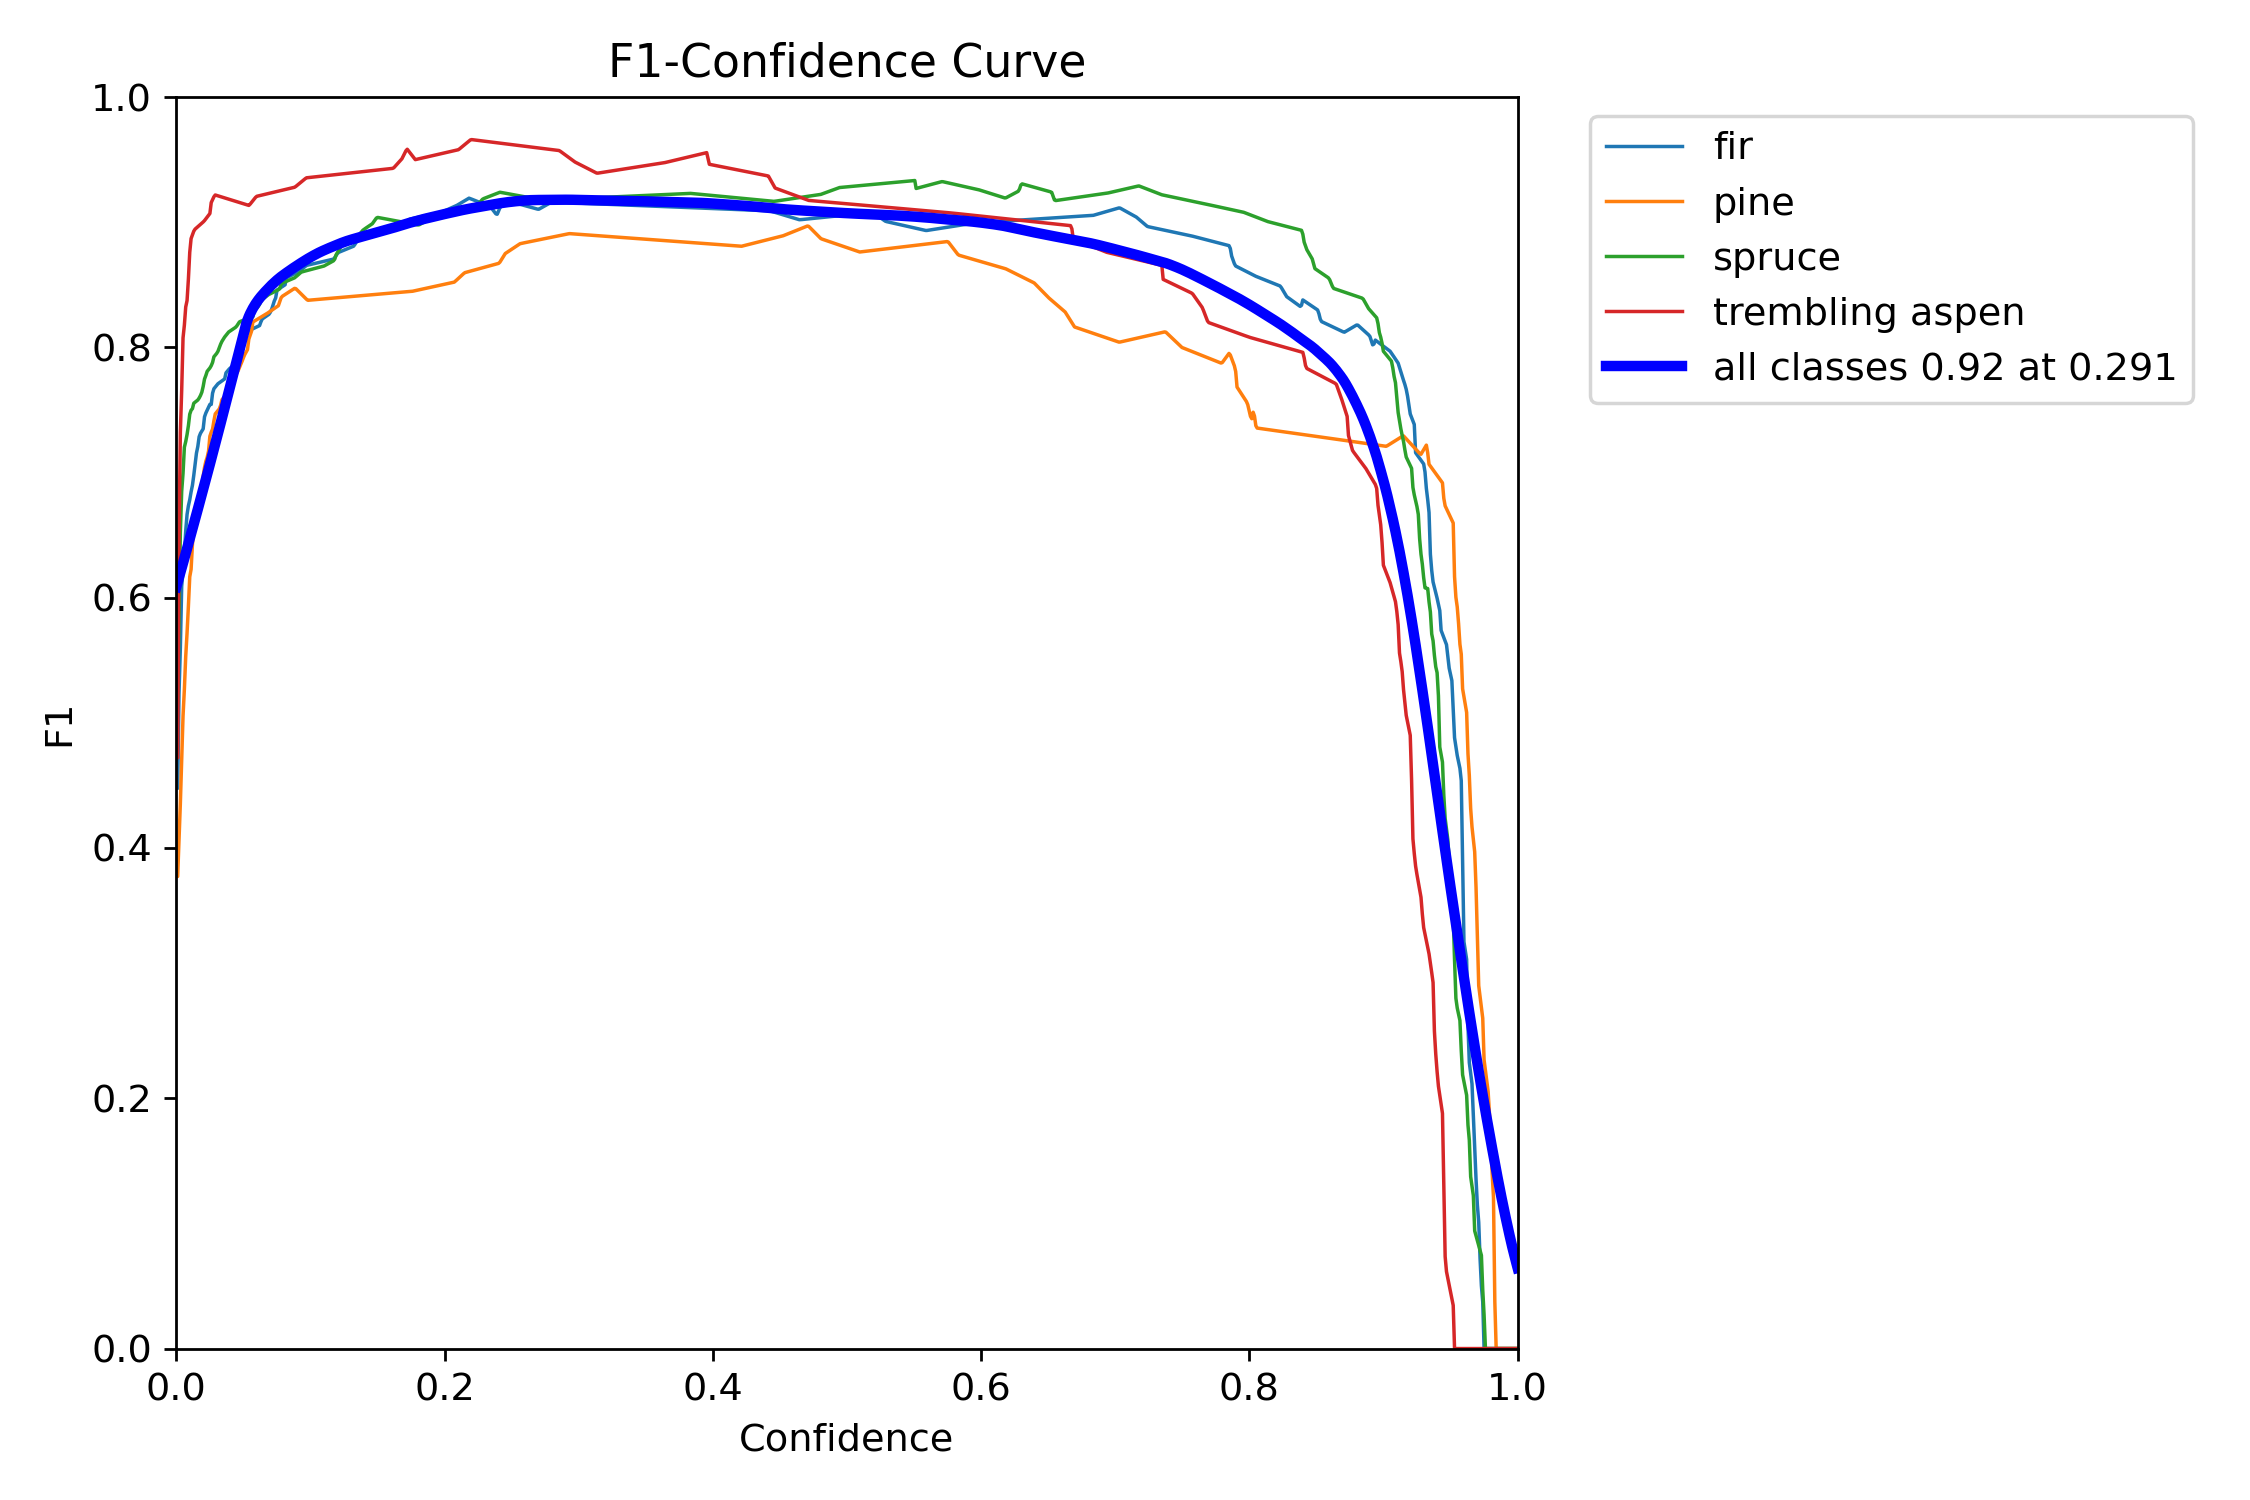 F1-Confidence Curve
1.0
0.8
0.6
0.4
0.2
0.0
F1
0.0 0.2 0.4 0.6 0.8 1.0
Confidence
fir
pine
spruce
trembling aspen
all classes 0.92 at 0.291